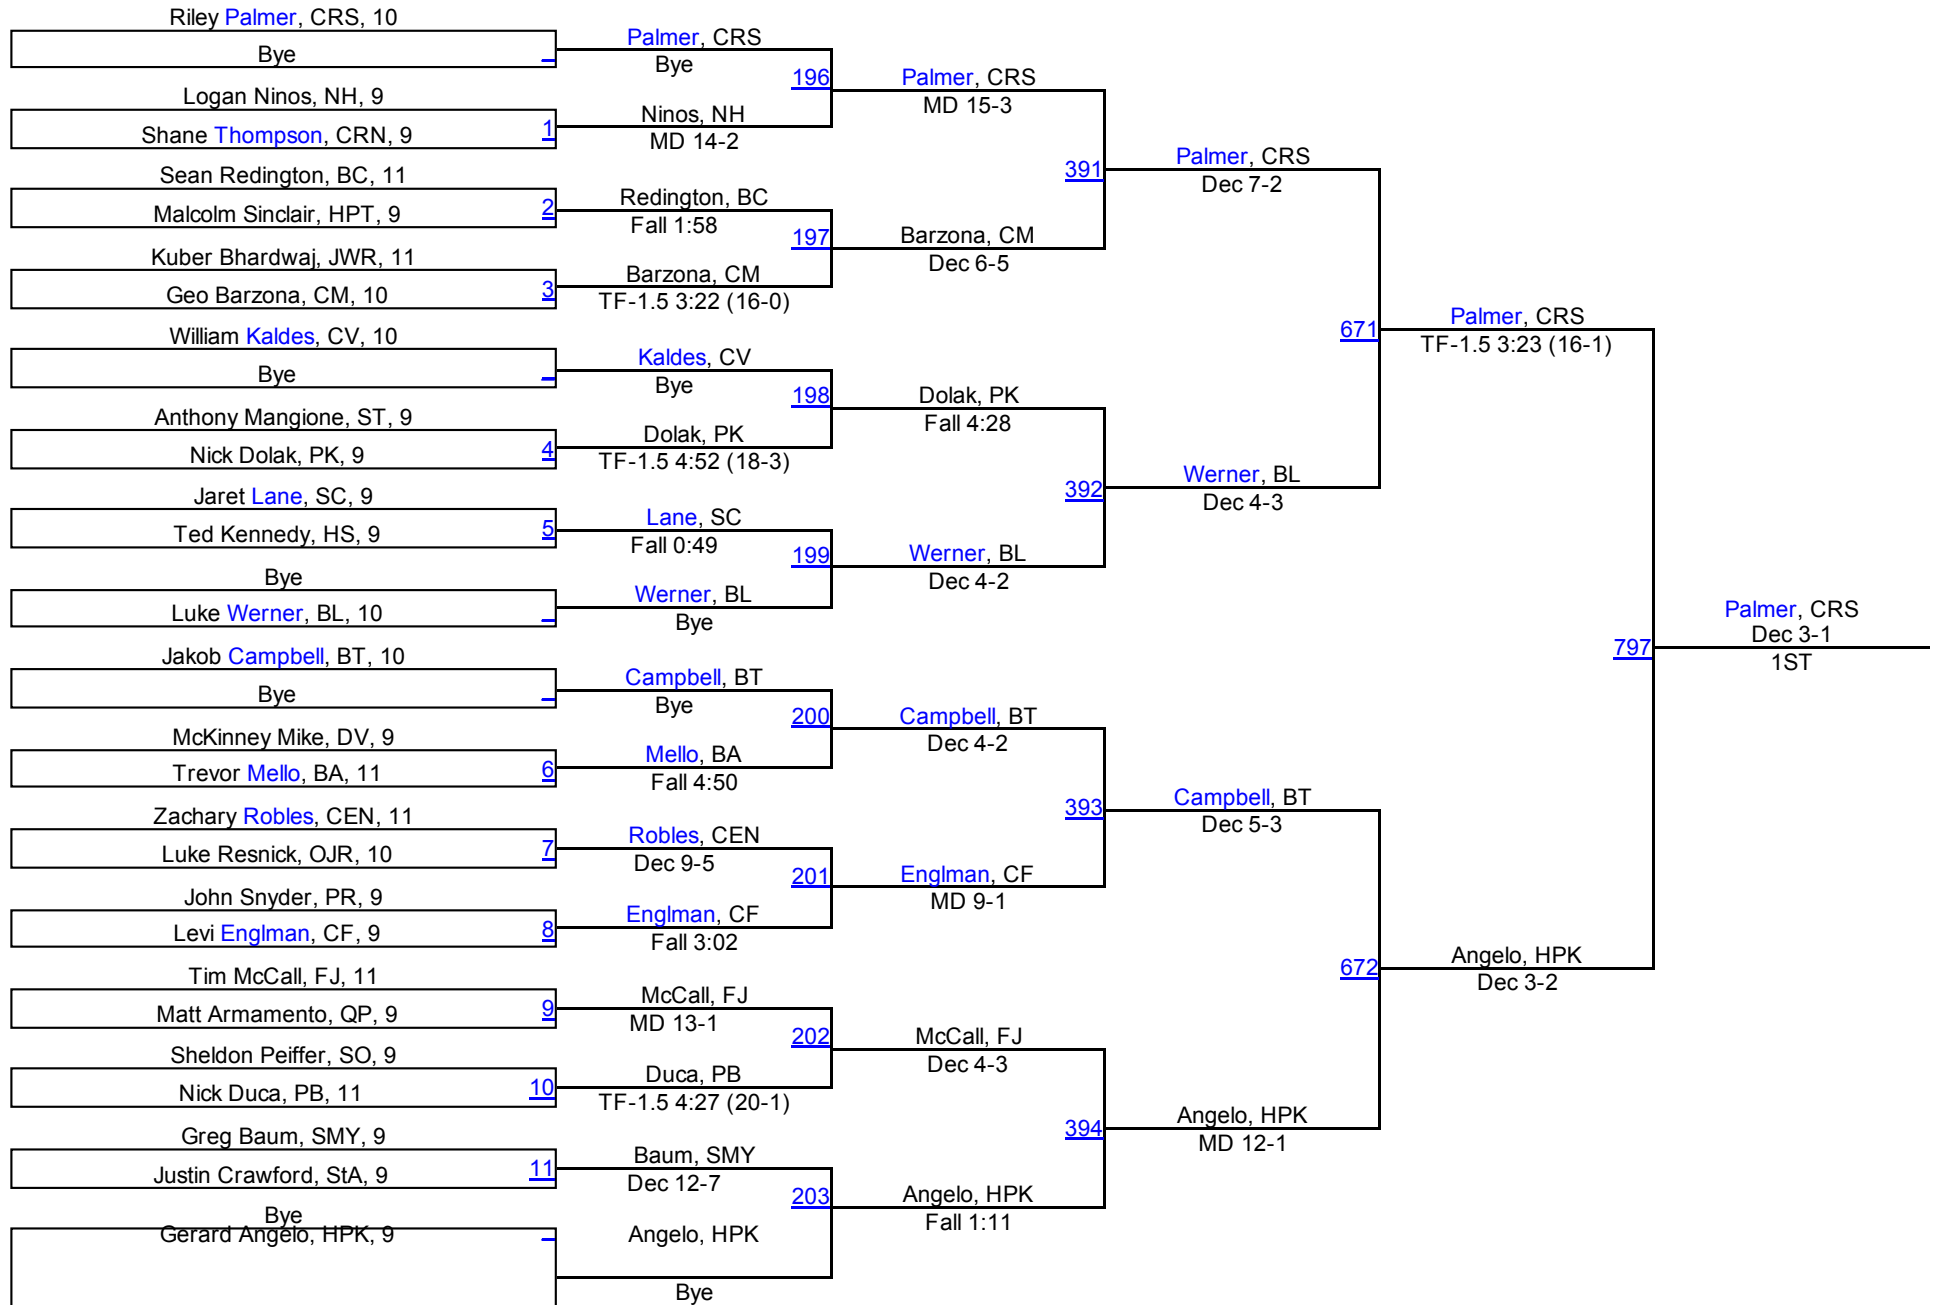 Riley Palmer, CRS, 10
Bye
Logan Ninos, NH, 9
Shane Thompson, CRN, 9
1
Sean Redington, BC, 11
Malcolm Sinclair, HPT, 9
2
Kuber Bhardwaj, JWR, 11
Geo Barzona, CM, 10
3
William Kaldes, CV, 10
Bye
Anthony Mangione, ST, 9
Nick Dolak, PK, 9
4
Jaret Lane, SC, 9
Ted Kennedy, HS, 9
5
Bye
Luke Werner, BL, 10
Jakob Campbell, BT, 10
Bye
McKinney Mike, DV, 9
Trevor Mello, BA, 11
6
Zachary Robles, CEN, 11
Luke Resnick, OJR, 10
7
John Snyder, PR, 9
Levi Englman, CF, 9
8
Tim McCall, FJ, 11
Matt Armamento, QP, 9
9
Sheldon Peiffer, SO, 9
Nick Duca, PB, 11
10
Greg Baum, SMY, 9
Justin Crawford, StA, 9
11
Bye
Gerard Angelo, HPK, 9
Palmer, CRS
Bye
196
Ninos, NH
MD 14-2
Redington, BC
Fall 1:58
197
Barzona, CM
TF-1.5 3:22 (16-0)
Kaldes, CV
Bye
198
Dolak, PK
TF-1.5 4:52 (18-3)
Lane, SC
Fall 0:49
199
Werner, BL
Bye
Campbell, BT
Bye
200
Mello, BA
Fall 4:50
Robles, CEN
Dec 9-5
201
Englman, CF
Fall 3:02
McCall, FJ
MD 13-1
202
Duca, PB
TF-1.5 4:27 (20-1)
Baum, SMY
Dec 12-7
203
Angelo, HPK
Bye
Palmer, CRS
MD 15-3
391
Barzona, CM
Dec 6-5
Dolak, PK
Fall 4:28
392
Werner, BL
Dec 4-2
Campbell, BT
Dec 4-2
393
Englman, CF
MD 9-1
McCall, FJ
Dec 4-3
394
Angelo, HPK
Fall 1:11
Palmer, CRS
Dec 7-2
671
Werner, BL
Dec 4-3
Campbell, BT
Dec 5-3
672
Angelo, HPK
MD 12-1
Palmer, CRS
TF-1.5 3:23 (16-1)
797
Angelo, HPK
Dec 3-2
Palmer, CRS
Dec 3-1
1ST